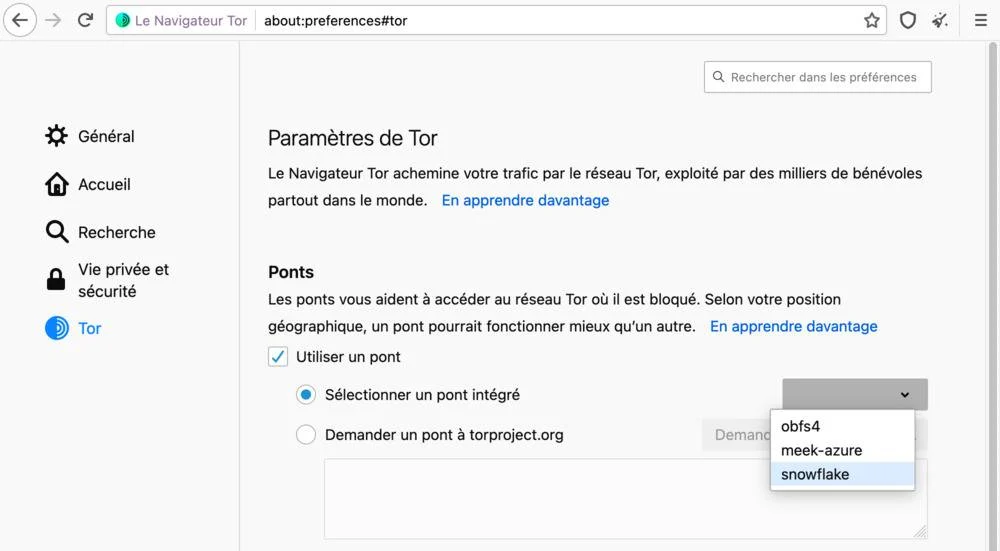 Le Navigateur Tor about:preferences#tor
Rechercher dans les préférences
Général
Accueil
Recherche
Vie privée et
sécurité
Tor
Paramètres de Tor
Le Navigateur Tor achemine votre trafic par le réseau Tor, exploité par des milliers de bénévoles
partout dans le monde. En apprendre davantage
Ponts
Les ponts vous aident à accéder au réseau Tor où il est bloqué. Selon votre position
géographique, un pont pourrait fonctionner mieux qu’un autre. En apprendre davantage
Utiliser un pont
Sélectionner un pont intégré
Demander un pont à torproject.org
obfs4
meek-azure
snowflake